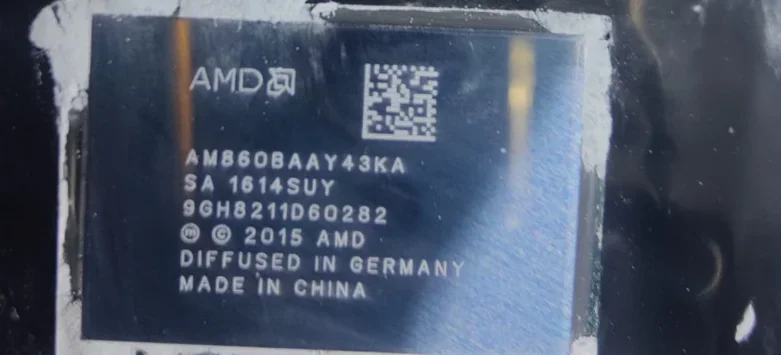 AMD
AM860BAAY43KA
SA 1614SUY
9GH8211D60282
ⓜ © 2015 AMD
DIFFUSED IN GERMANY
MADE IN CHINA